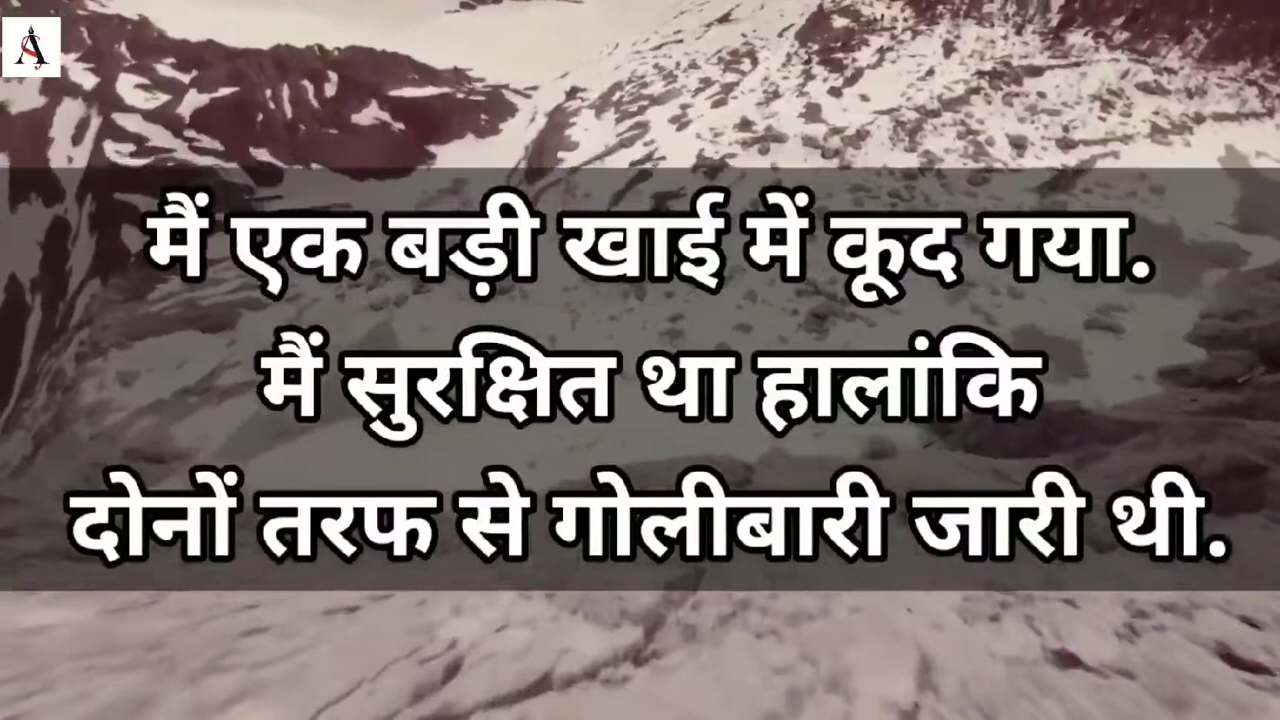 मैं एक बड़ी खाई में कूद गया.
मैं सुरक्षित था हालांकि
दोनों तरफ से गोलीबारी जारी थी.